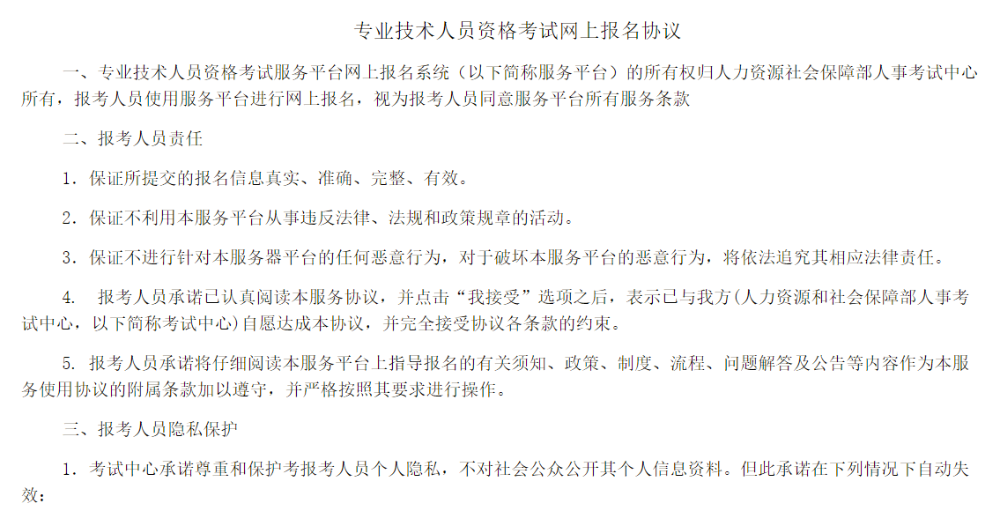 专业技术人员资格考试网上报名协议
一、专业技术人员资格考试服务平台网上报名系统（以下简称服务平台）的所有权归人力资源社会保障部人事考试中心
所有，报考人员使用服务平台进行网上报名，视为报考人员同意服务平台所有服务条款
二、报考人员责任
1．保证所提交的报名信息真实、准确、完整、有效。
2．保证不利用本服务平台从事违反法律、法规和政策规章的活动。
3．保证不进行针对本服务器平台的任何恶意行为，对于破坏本服务平台的恶意行为，将依法追究其相应法律责任。
4.  报考人员承诺已认真阅读本服务协议，并点击“我接受”选项之后，表示已与我方(人力资源和社会保障部人事考
试中心，以下简称考试中心)自愿达成本协议，并完全接受协议各条款的约束。
5. 报考人员承诺将仔细阅读本服务平台上指导报名的有关须知、政策、制度、流程、问题解答及公告等内容作为本服
务使用协议的附属条款加以遵守，并严格按照其要求进行操作。
三、报考人员隐私保护
1．考试中心承诺尊重和保护考报考人员个人隐私，不对社会公众公开其个人信息资料。但此承诺在下列情况下自动失
效：